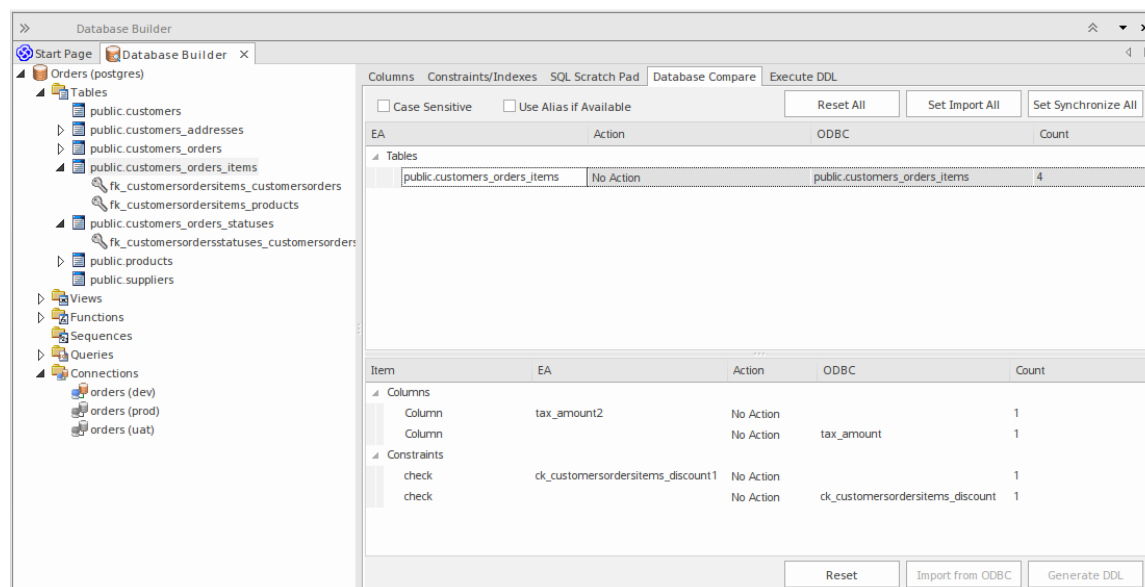 Database Builder
Start Page Database Builder
Orders (postgres)
Tables
public.customers
public.customers_addresses
public.customers_orders
public.customers_orders_items
fk_customersordersitems_customersorders
fk_customersordersitems_products
public.customers_orders_statuses
fk_customersordersstatuses_customersorders
public.products
public.suppliers
Views
Functions
Sequences
Queries
Connections
orders (dev)
orders (prod)
orders (uat)
Columns Constraints/Indexes SQL Scratch Pad Database Compare Execute DDL
Case Sensitive Use Alias if Available Reset All Set Import All Set Synchronize All
EA Action ODBC Count
Tables
public.customers_orders_items No Action public.customers_orders_items 4
Item EA Action ODBC Count
Columns
Column tax_amount2 No Action 1
Column No Action tax_amount 1
Constraints
check ck_customersordersitems_discount1 No Action 1
check No Action ck_customersordersitems_discount 1
Reset Import from ODBC Generate DDL